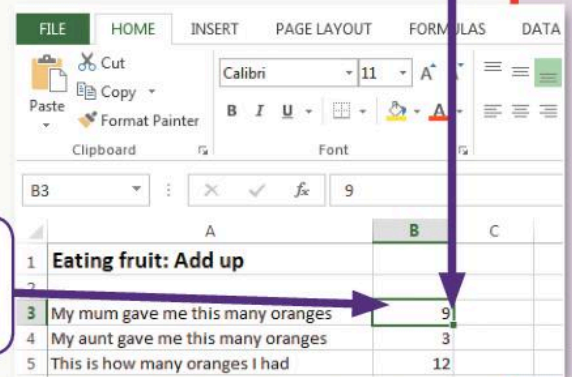 FILE HOME INSERT PAGE LAYOUT FORMULAS DATA
Cut
Copy
Format Painter
Paste
Clipboard
Calibri 11 A
B I U A
Font
B3 fx 9
A B C
1 Eating fruit: Add up
2
3 My mum gave me this many oranges 9
4 My aunt gave me this many oranges 3
5 This is how many oranges I had 12